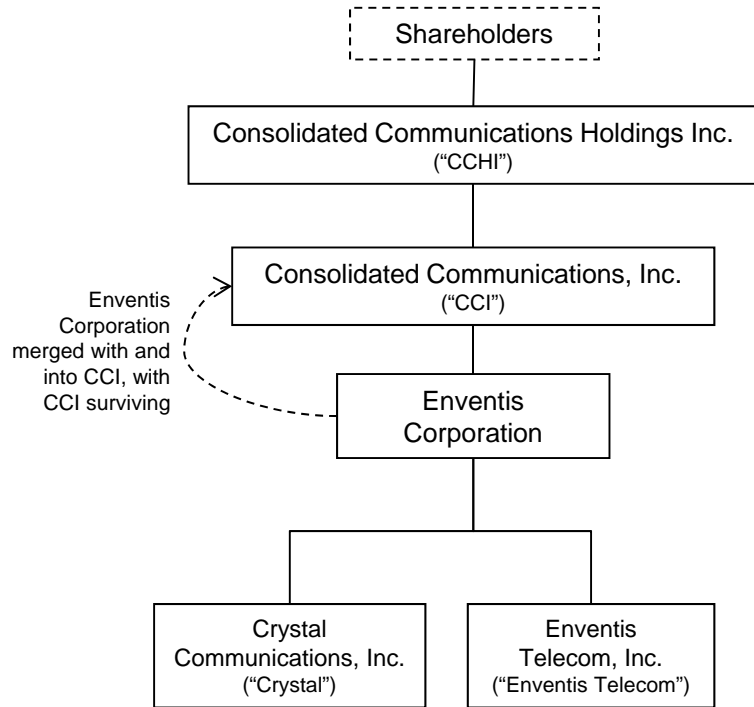 Shareholders
Consolidated Communications Holdings Inc.
(“CCHI”)
Consolidated Communications, Inc.
(“CCI”)
Enventis
Corporation
merged with and
into CCI, with
CCI surviving
Enventis
Corporation
Crystal
Communications, Inc.
(“Crystal”)
Enventis
Telecom, Inc.
(“Enventis Telecom”)